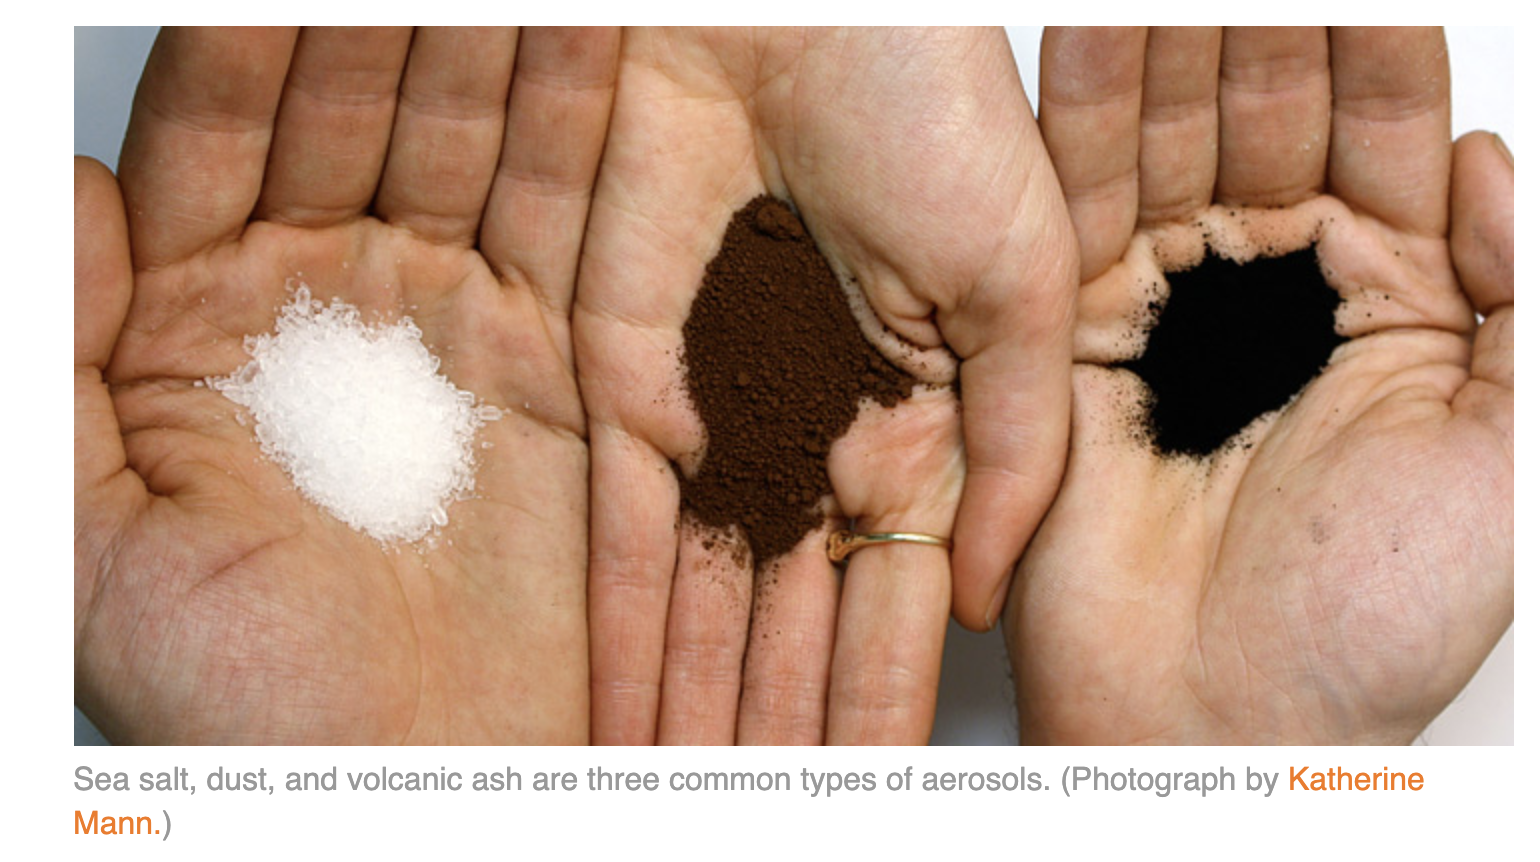 Sea salt, dust, and volcanic ash are three common types of aerosols. (Photograph by Katherine
Mann.)